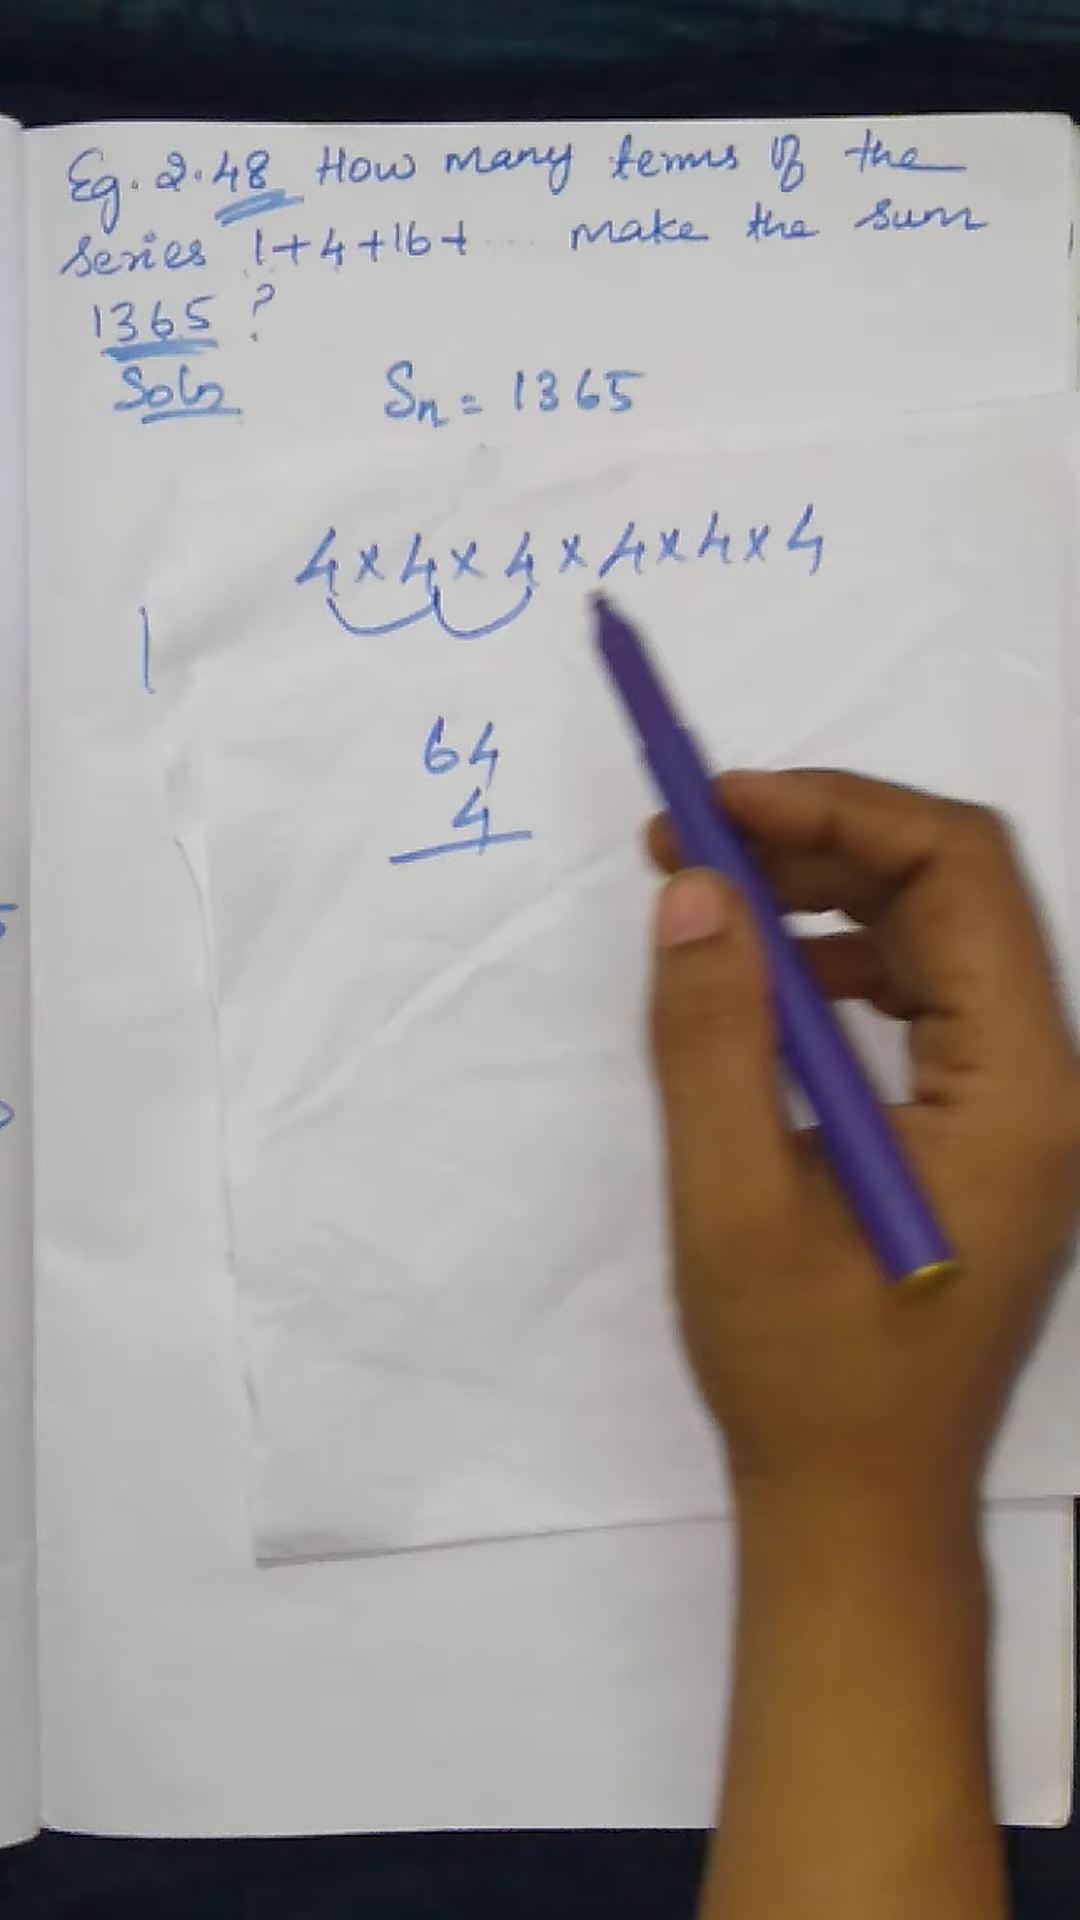 Eg. 2.48 How many terms of the
series 1+4+16+ ... make the sum
1365 ?
Soln Sn = 1365
4 × 4 × 4 × 4 × 4 × 4
64
4